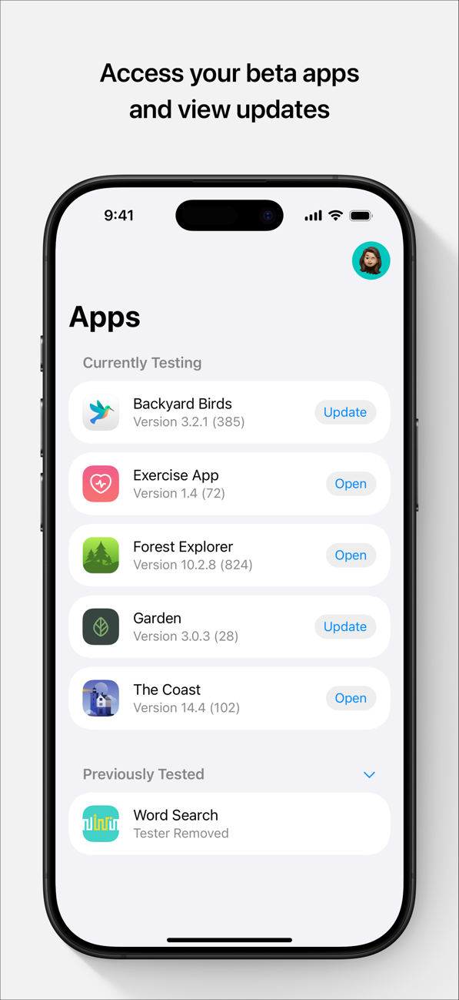 Access your beta apps
and view updates
9:41
Apps
Currently Testing
Backyard Birds
Version 3.2.1 (385)
Update
Exercise App
Version 1.4 (72)
Open
Forest Explorer
Version 10.2.8 (824)
Open
Garden
Version 3.0.3 (28)
Update
The Coast
Version 14.4 (102)
Open
Previously Tested
Word Search
Tester Removed